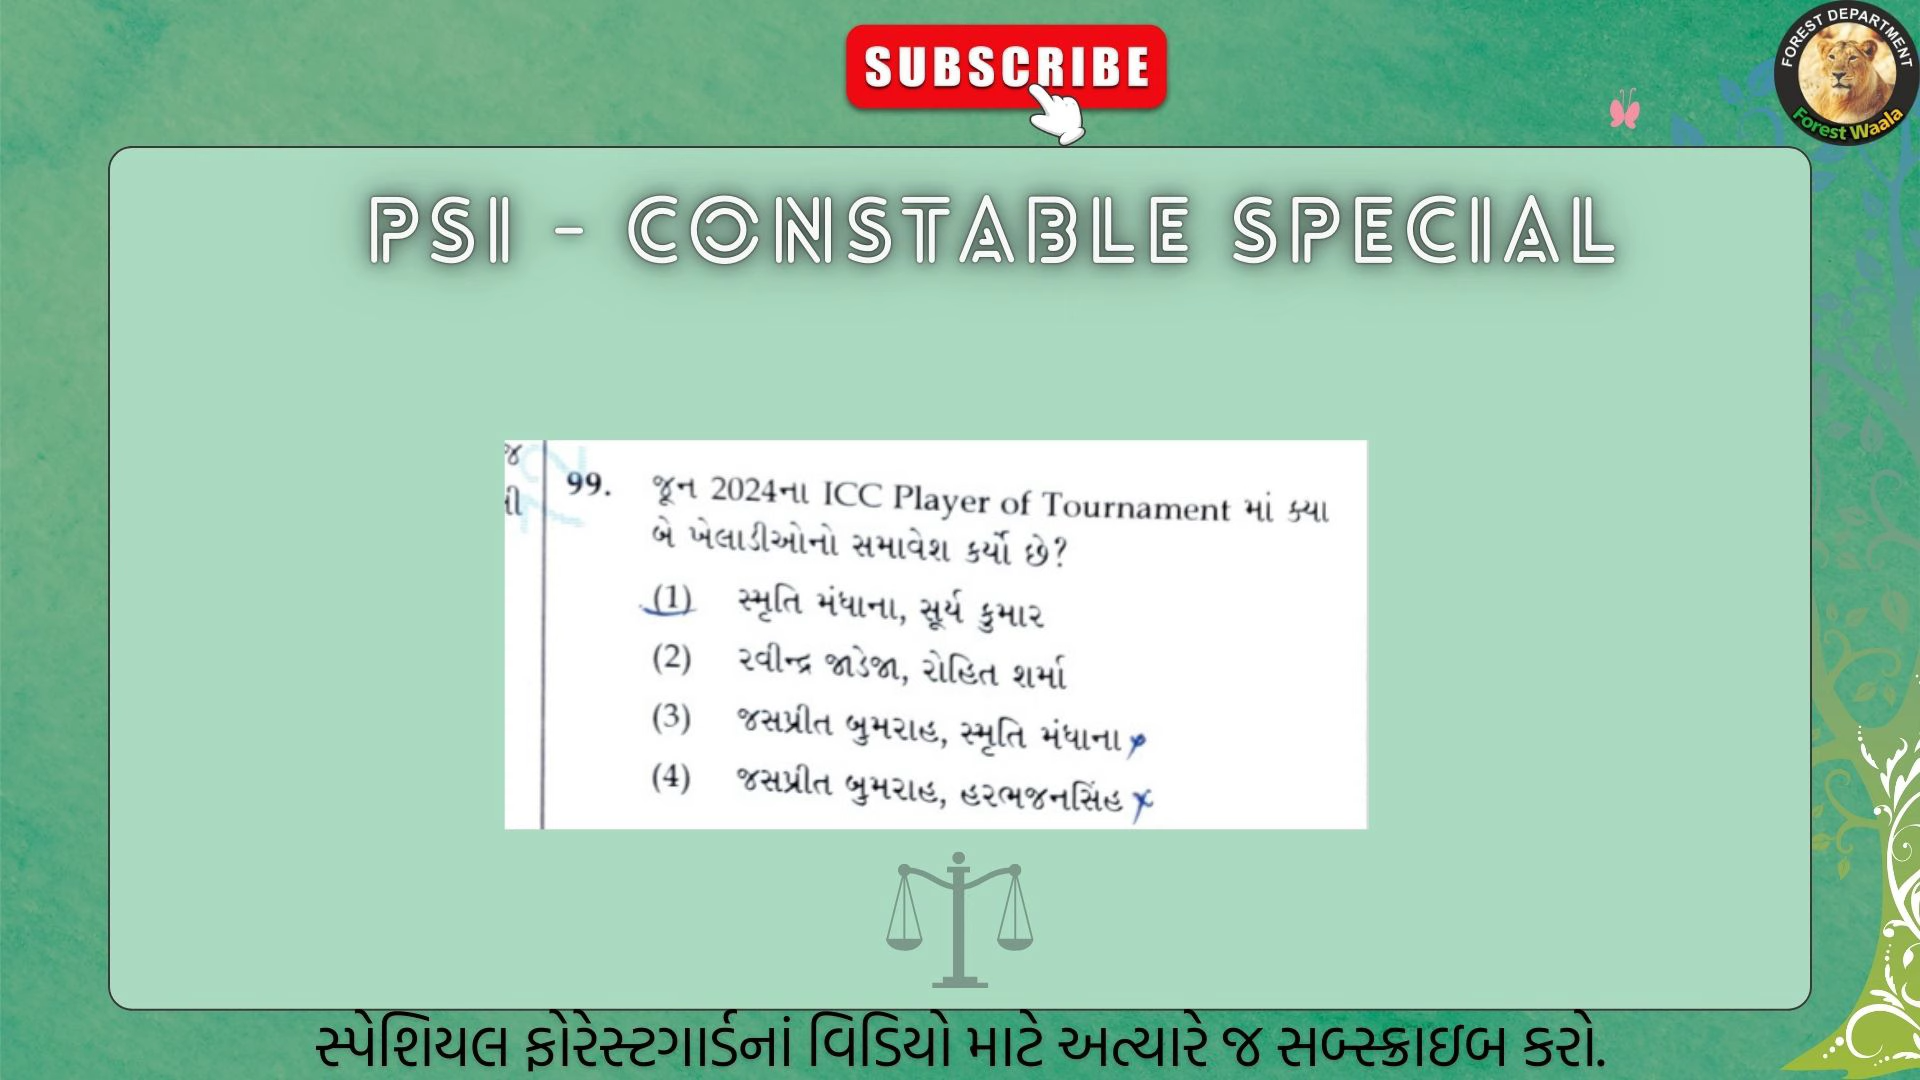 SUBSCRIBE
FOREST DEPARTMENT
Forest Waala
PSI - CONSTABLE SPECIAL
જ
ની
99. જૂન 2024ના ICC Player of Tournament માં ક્યા
બે ખેલાડીઓનો સમાવેશ કર્યો છે?
(1) સ્મૃતિ મંધાના, સૂર્ય કુમાર
(2) રવીન્દ્ર જાડેજા, રોહિત શર્મા
(3) જસપ્રીત બુમરાહ, સ્મૃતિ મંધાના
(4) જસપ્રીત બુમરાહ, હરભજનસિંહ
સ્પેશિયલ ફોરેસ્ટગાર્ડનાં વિડિયો માટે અત્યારે જ સબ્સ્ક્રાઇબ કરો.